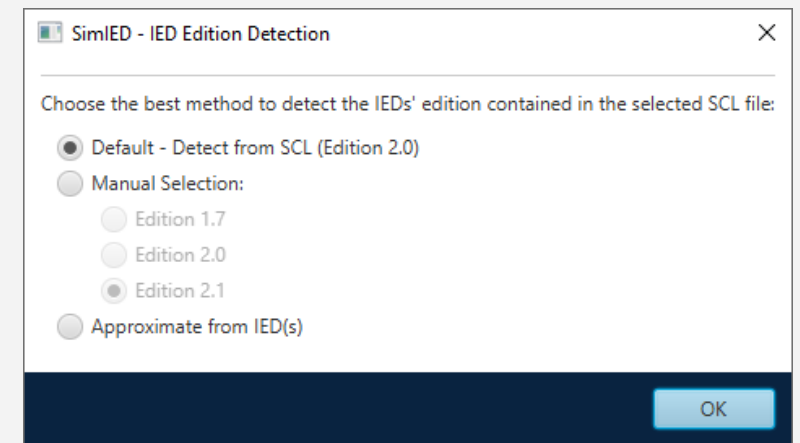 SimIED - IED Edition Detection
Choose the best method to detect the IEDs' edition contained in the selected SCL file:
Default - Detect from SCL (Edition 2.0)
Manual Selection:
Edition 1.7
Edition 2.0
Edition 2.1
Approximate from IED(s)
OK